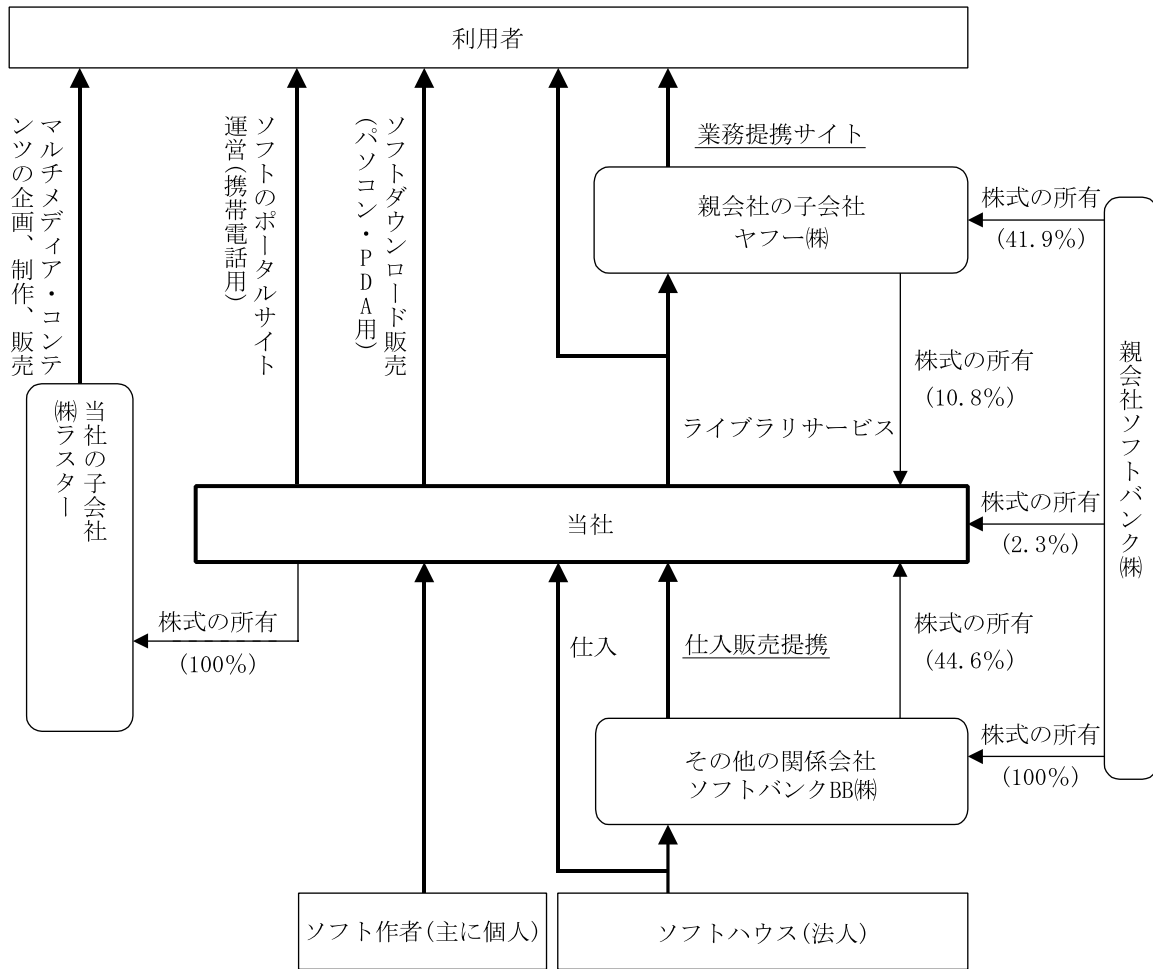 利用者
マルチメディア・コンテ
ンツの企画、制作、販売
ソフトのポータルサイト
運営(携帯電話用)
ソフトダウンロード販売
(パソコン・PDA用)
業務提携サイト
親会社の子会社
ヤフー㈱
株式の所有
(41.9%)
株式の所有
(10.8%)
ライブラリサービス
親会社ソフトバンク㈱
当社の子会社
㈱ラスター
当社
株式の所有
(2.3%)
株式の所有
(100%)
仕入
仕入販売提携
株式の所有
(44.6%)
その他の関係会社
ソフトバンクBB㈱
株式の所有
(100%)
ソフト作者(主に個人)
ソフトハウス(法人)